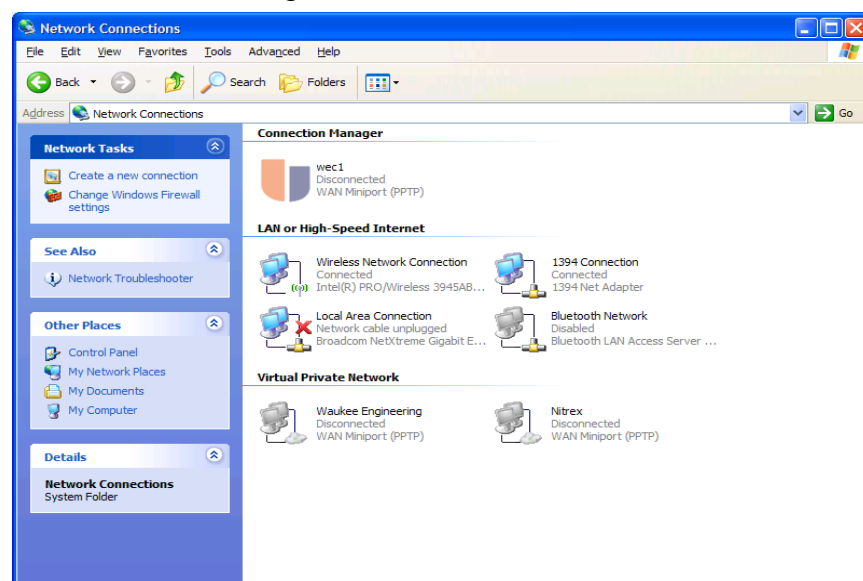 Network Connections
File Edit View Favorites Tools Advanced Help
Back Search Folders
Address Network Connections Go
Network Tasks
Create a new connection
Change Windows Firewall
settings
See Also
Network Troubleshooter
Other Places
Control Panel
My Network Places
My Documents
My Computer
Details
Network Connections
System Folder
Connection Manager
wec1
Disconnected
WAN Miniport (PPTP)
LAN or High-Speed Internet
Wireless Network Connection
Connected
Intel(R) PRO/Wireless 3945AB...
1394 Connection
Connected
1394 Net Adapter
Local Area Connection
Network cable unplugged
Broadcom NetXtreme Gigabit E...
Bluetooth Network
Disabled
Bluetooth LAN Access Server ...
Virtual Private Network
Waukee Engineering
Disconnected
WAN Miniport (PPTP)
Nitrex
Disconnected
WAN Miniport (PPTP)